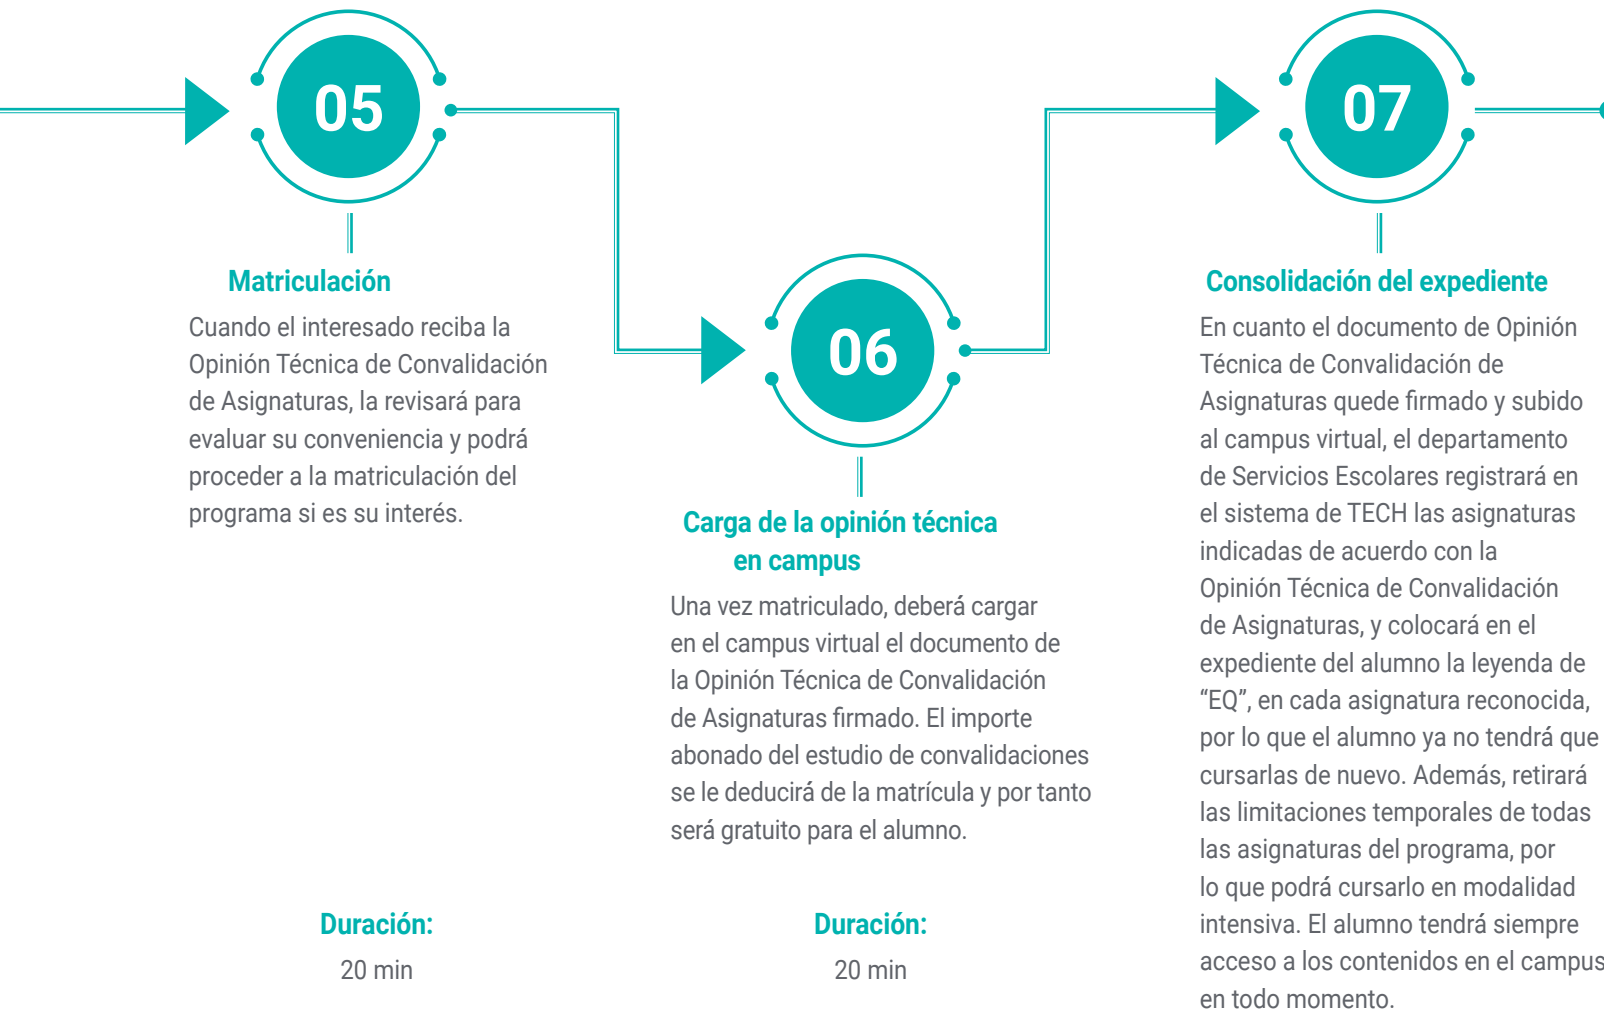 05
Matriculación
Cuando el interesado reciba la
Opinión Técnica de Convalidación
de Asignaturas, la revisará para
evaluar su conveniencia y podrá
proceder a la matriculación del
programa si es su interés.
Duración:
20 min
06
Carga de la opinión técnica
en campus
Una vez matriculado, deberá cargar
en el campus virtual el documento de
la Opinión Técnica de Convalidación
de Asignaturas firmado. El importe
abonado del estudio de convalidaciones
se le deducirá de la matrícula y por tanto
será gratuito para el alumno.
Duración:
20 min
07
Consolidación del expediente
En cuanto el documento de Opinión
Técnica de Convalidación de
Asignaturas quede firmado y subido
al campus virtual, el departamento
de Servicios Escolares registrará en
el sistema de TECH las asignaturas
indicadas de acuerdo con la
Opinión Técnica de Convalidación
de Asignaturas, y colocará en el
expediente del alumno la leyenda de
“EQ”, en cada asignatura reconocida,
por lo que el alumno ya no tendrá que
cursarlas de nuevo. Además, retirará
las limitaciones temporales de todas
las asignaturas del programa, por
lo que podrá cursarlo en modalidad
intensiva. El alumno tendrá siempre
acceso a los contenidos en el campus
en todo momento.